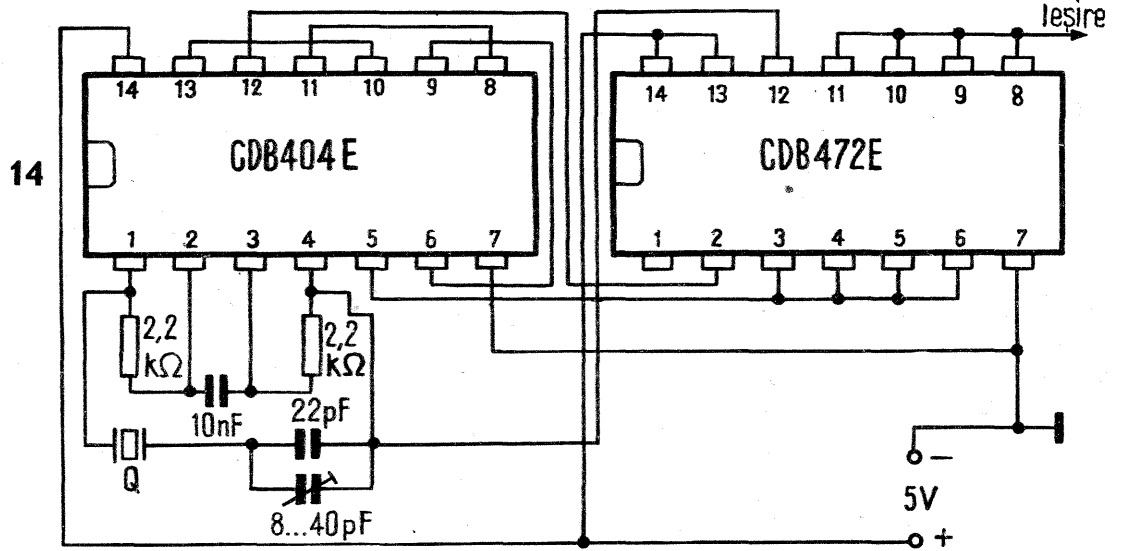 Ieșire
14 13 12 11 10 9 8
14 13 12 11 10 9 8
14
CDB404E
CDB472E
1 2 3 4 5 6 7
1 2 3 4 5 6 7
2,2
kΩ
2,2
kΩ
10nF
22pF
Q
8...40pF
−
5V
+